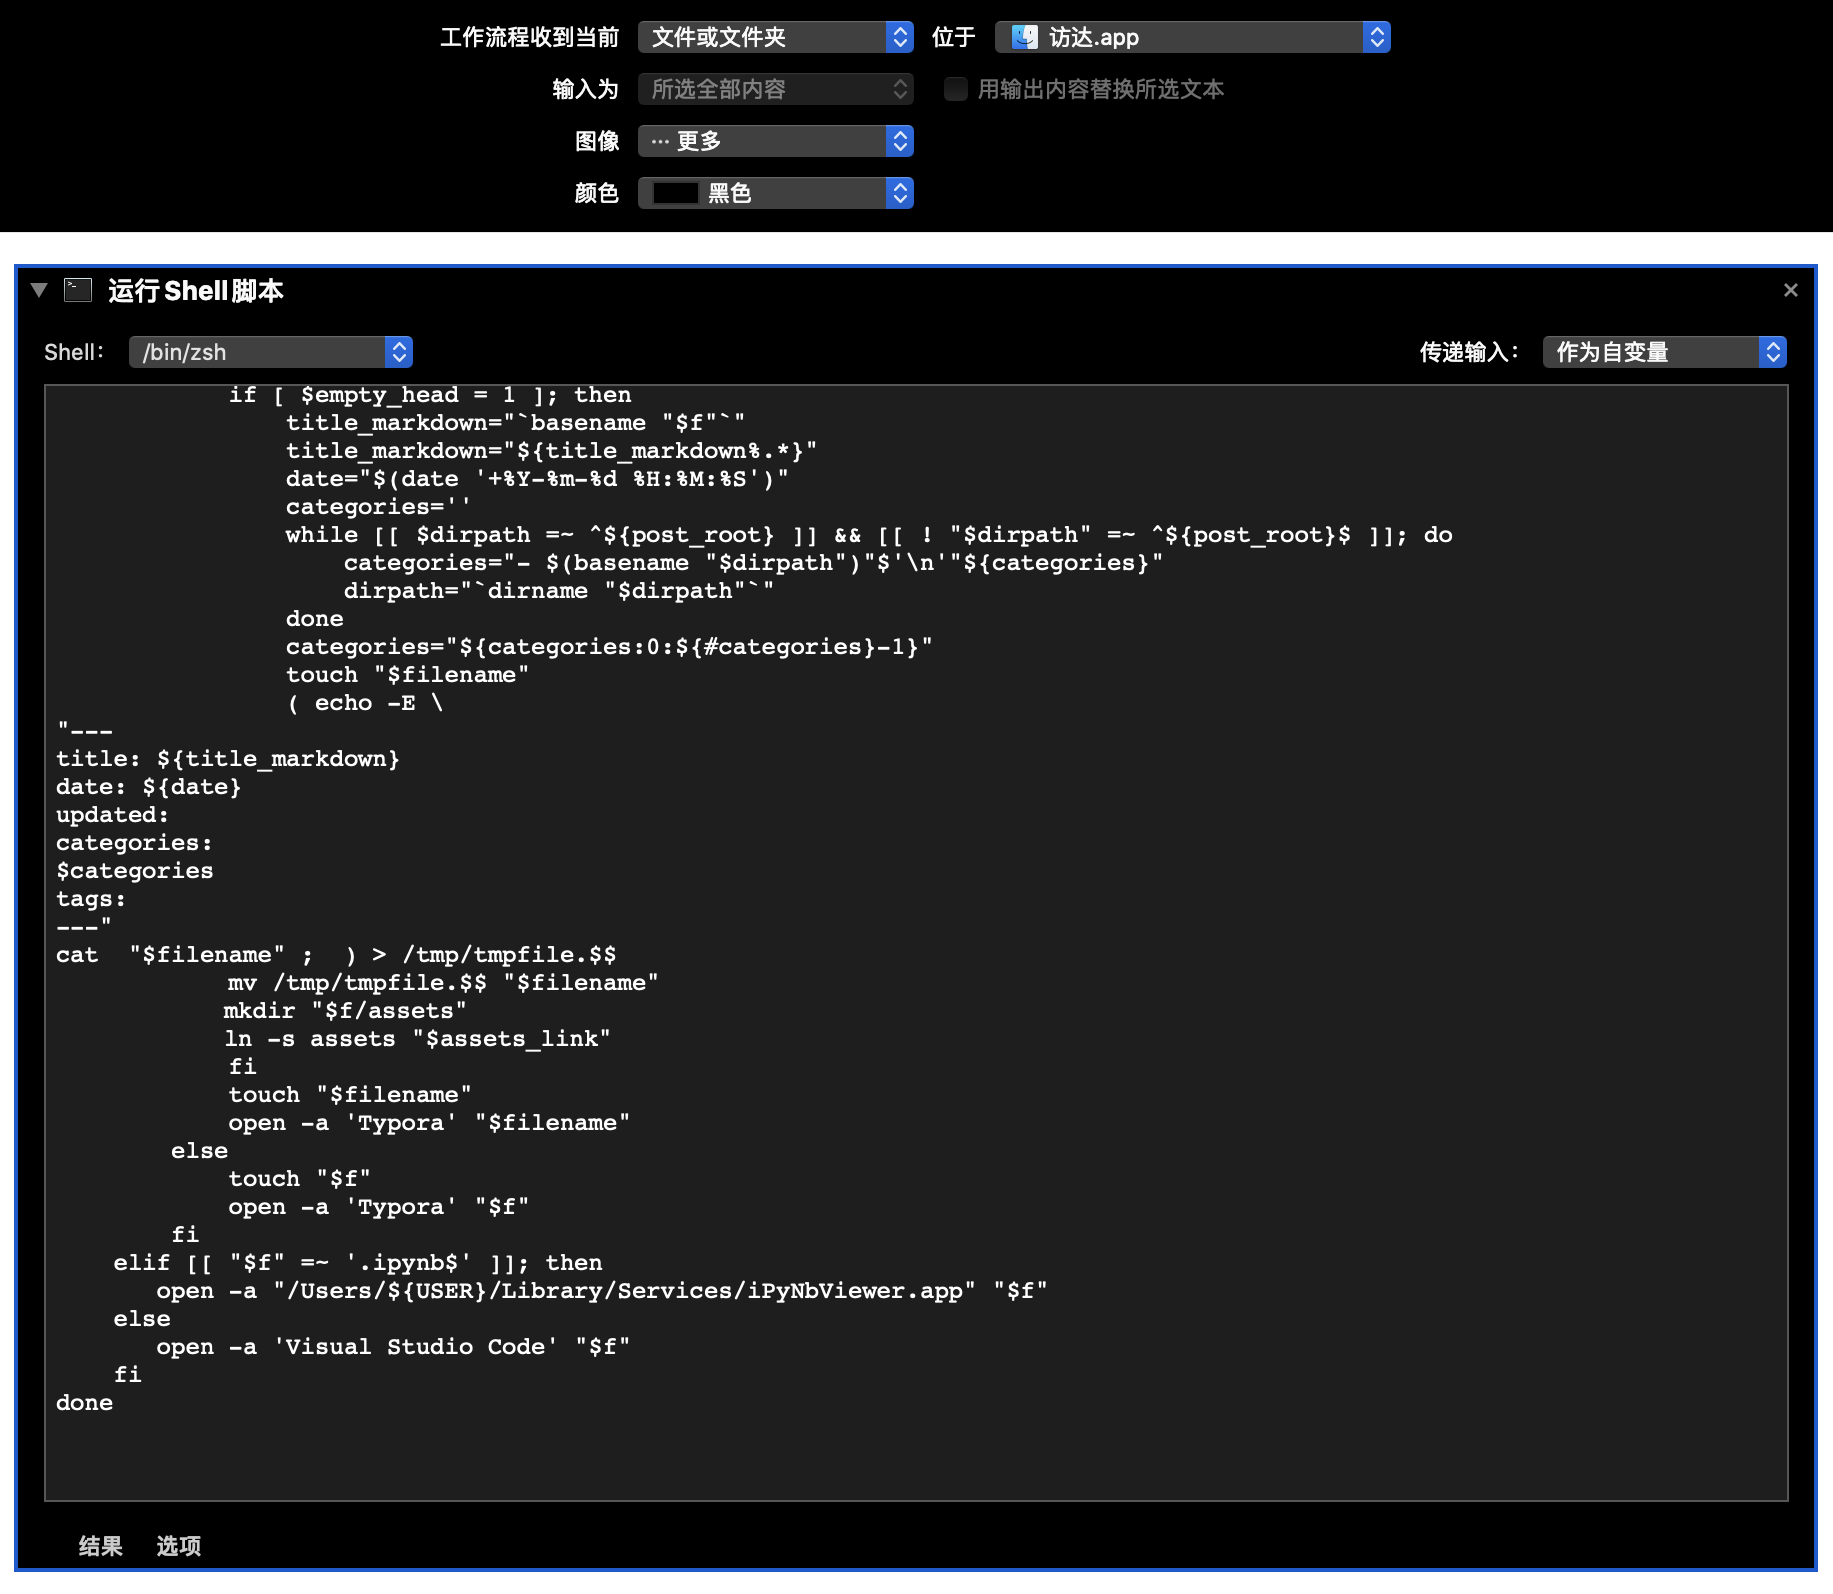 工作流程收到当前 文件或文件夹 位于 访达.app
输入为 所选全部内容 用输出内容替换所选文本
图像 ··· 更多
颜色 黑色
运行 Shell 脚本
Shell： /bin/zsh 传递输入： 作为自变量
            if [ $empty_head = 1 ]; then
                title_markdown="`basename "$f"`"
                title_markdown="${title_markdown%.*}"
                date="$(date '+%Y-%m-%d %H:%M:%S')"
                categories=''
                while [[ $dirpath =~ ^${post_root} ]] && [[ ! "$dirpath" =~ ^${post_root}$ ]]; do
                    categories="- $(basename "$dirpath")"$'\n'"${categories}"
                    dirpath="`dirname "$dirpath"`"
                done
                categories="${categories:0:${#categories}-1}"
                touch "$filename"
                ( echo -E \
"---
title: ${title_markdown}
date: ${date}
updated:
categories:
$categories
tags:
---"
cat  "$filename" ;  ) > /tmp/tmpfile.$$
            mv /tmp/tmpfile.$$ "$filename"
            mkdir "$f/assets"
            ln -s assets "$assets_link"
            fi
            touch "$filename"
            open -a 'Typora' "$filename"
        else
            touch "$f"
            open -a 'Typora' "$f"
        fi
    elif [[ "$f" =~ '.ipynb$' ]]; then
       open -a "/Users/${USER}/Library/Services/iPyNbViewer.app" "$f"
    else
       open -a 'Visual Studio Code' "$f"
    fi
done
结果 选项